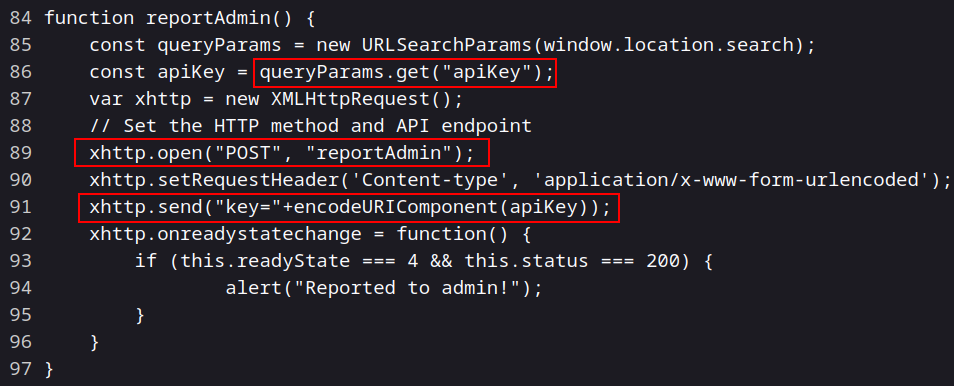 84 function reportAdmin() {
85     const queryParams = new URLSearchParams(window.location.search);
86     const apiKey = queryParams.get("apiKey");
87     var xhttp = new XMLHttpRequest();
88     // Set the HTTP method and API endpoint
89     xhttp.open("POST", "reportAdmin");
90     xhttp.setRequestHeader('Content-type', 'application/x-www-form-urlencoded');
91     xhttp.send("key="+encodeURIComponent(apiKey));
92     xhttp.onreadystatechange = function() {
93         if (this.readyState === 4 && this.status === 200) {
94                 alert("Reported to admin!");
95         }
96     }
97 }